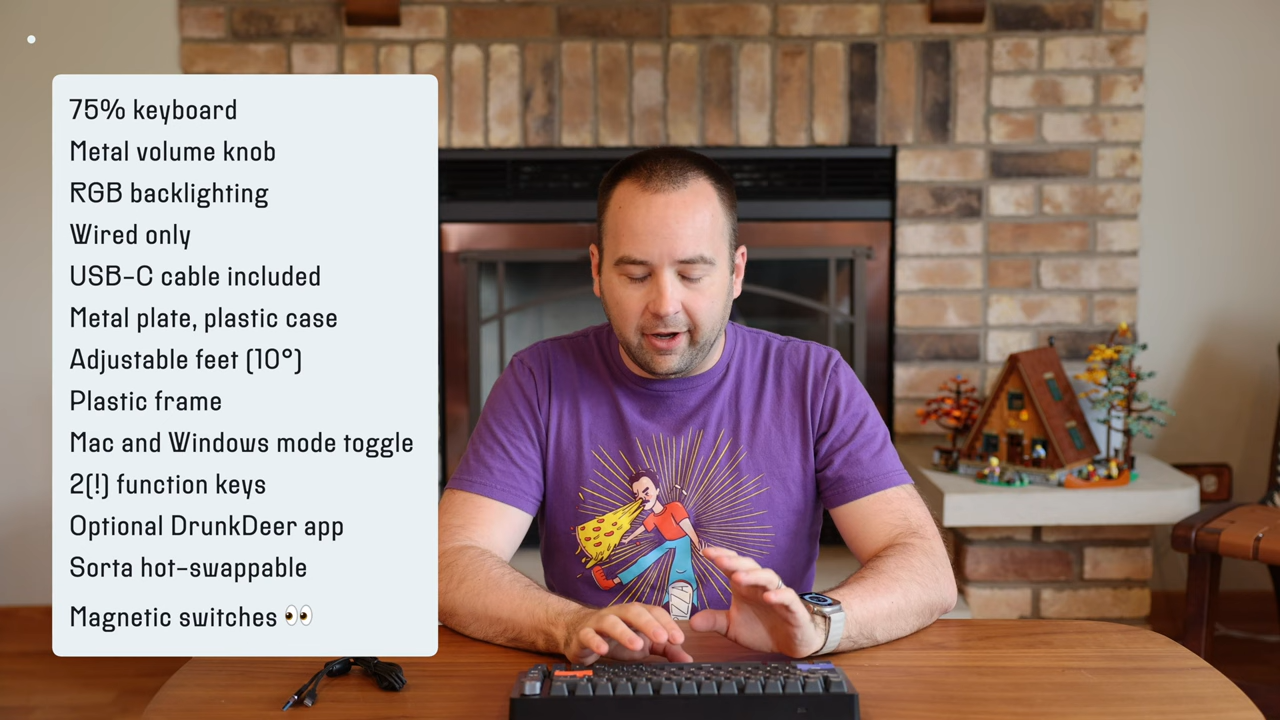 75% keyboard
Metal volume knob
RGB backlighting
Wired only
USB-C cable included
Metal plate, plastic case
Adjustable feet (10°)
Plastic frame
Mac and Windows mode toggle
2(!) function keys
Optional DrunkDeer app
Sorta hot-swappable
Magnetic switches 👀